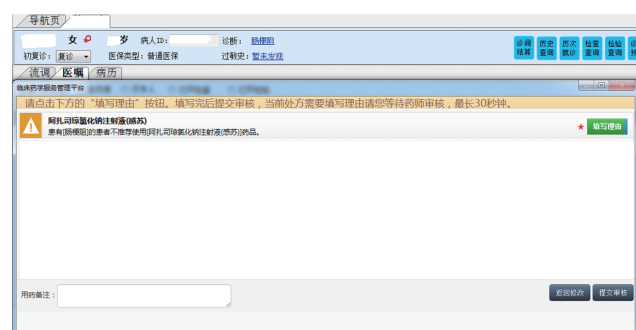 导航页
女 岁 病人ID: 诊断: 肠梗阻
初复诊: 复诊 医保类型: 普通医保 过敏史: 暂未发现
诊间结算 历史查询 历次就诊 检查查询 检验查询
流调 医嘱 病历
临床药学服务管理平台
请点击下方的“填写理由”按钮。填写完后提交审核,当前处方需要填写理由请您等待药师审核,最长30秒钟。
阿扎司琼氯化钠注射液(感苏)
患有[肠梗阻]的患者不推荐使用[阿扎司琼氯化钠注射液(感苏)]药品。
★ 填写理由
用药备注:
返回修改 提交审核